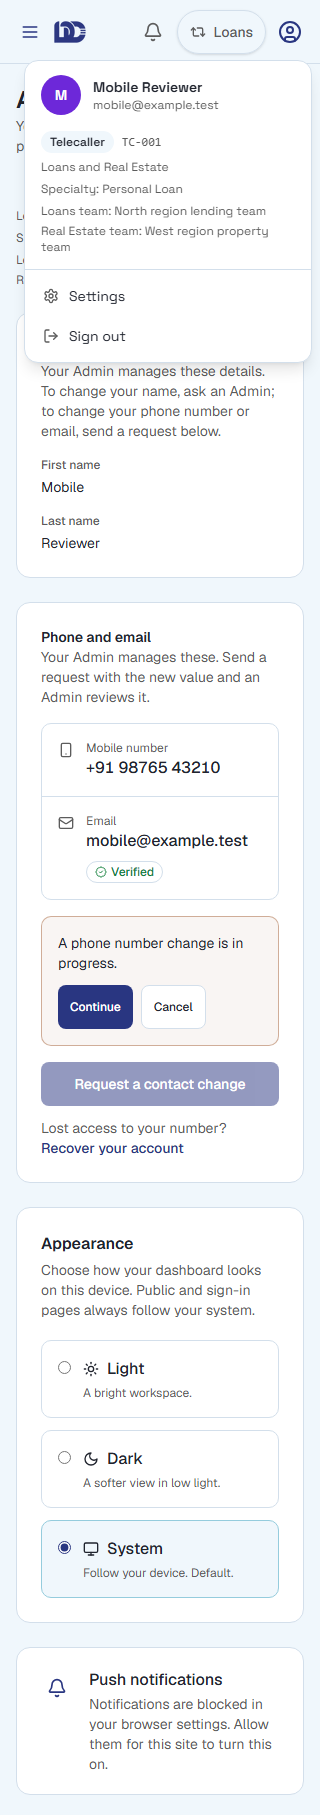 Loans
M
Mobile Reviewer
mobile@example.test
Telecaller TC-001
Loans and Real Estate
Specialty: Personal Loan
Loans team: North region lending team
Real Estate team: West region property
team
Settings
Sign out
Your Admin manages these details.
To change your name, ask an Admin;
to change your phone number or
email, send a request below.
First name
Mobile
Last name
Reviewer
Phone and email
Your Admin manages these. Send a
request with the new value and an
Admin reviews it.
Mobile number
+91 98765 43210
Email
mobile@example.test
Verified
A phone number change is in
progress.
Continue
Cancel
Request a contact change
Lost access to your number?
Recover your account
Appearance
Choose how your dashboard looks
on this device. Public and sign-in
pages always follow your system.
Light
A bright workspace.
Dark
A softer view in low light.
System
Follow your device. Default.
Push notifications
Notifications are blocked in
your browser settings. Allow
them for this site to turn this
on.